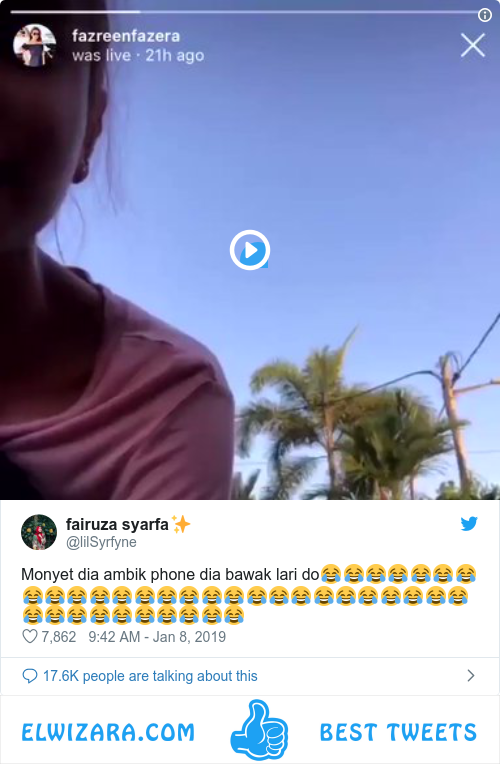 fazreenfazera
was live · 21h ago
fairuza syarfa✨
@lilSyrfyne
Monyet dia ambik phone dia bawak lari do😂😂😂😂😂😂😂
😂😂😂😂😂😂😂😂😂😂😂😂😂😂😂😂😂😂😂😂
😂😂😂😂😂😂😂😂😂😂
7,862 9:42 AM - Jan 8, 2019
17.6K people are talking about this
ELWIZARA.COM BEST TWEETS